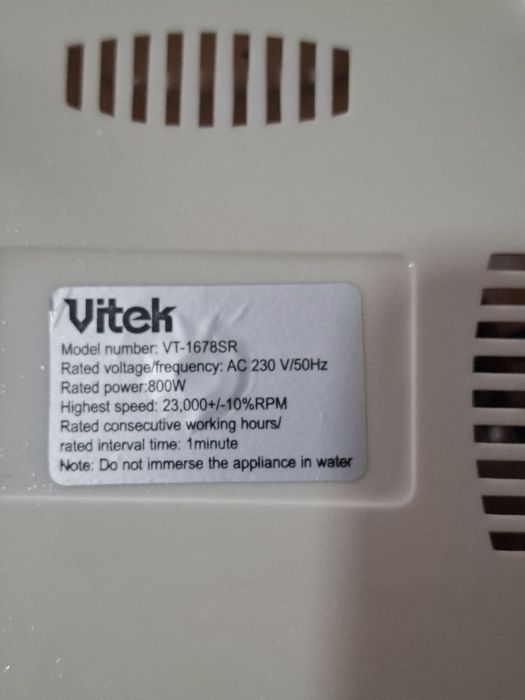 Vitek
Model number: VT-1678SR
Rated voltage/frequency: AC 230 V/50Hz
Rated power:800W
Highest speed: 23,000+/-10%RPM
Rated consecutive working hours/
rated interval time: 1minute
Note: Do not immerse the appliance in water